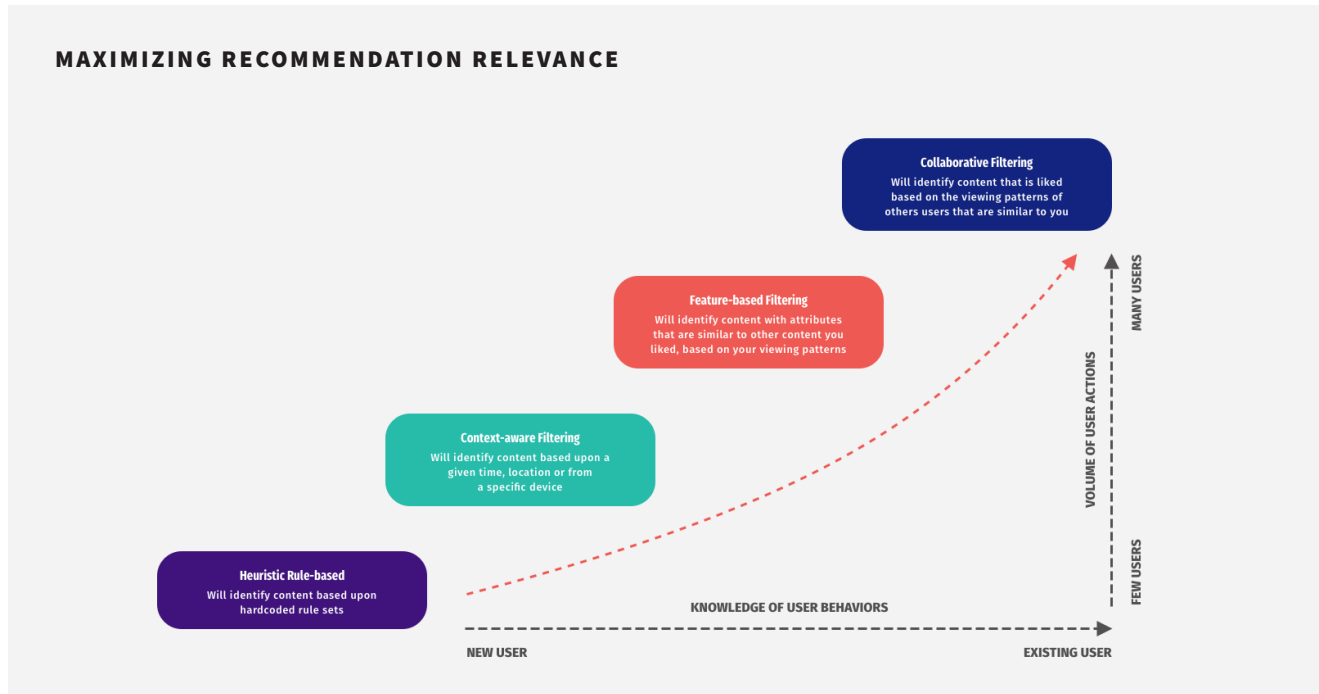 MAXIMIZING RECOMMENDATION RELEVANCE
Collaborative Filtering
Will identify content that is liked
based on the viewing patterns of
others users that are similar to you
Feature-based Filtering
Will identify content with attributes
that are similar to other content you
liked, based on your viewing patterns
Context-aware Filtering
Will identify content based upon a
given time, location or from
a specific device
Heuristic Rule-based
Will identify content based upon
hardcoded rule sets
MANY USERS
VOLUME OF USER ACTIONS
FEW USERS
KNOWLEDGE OF USER BEHAVIORS
NEW USER
EXISTING USER